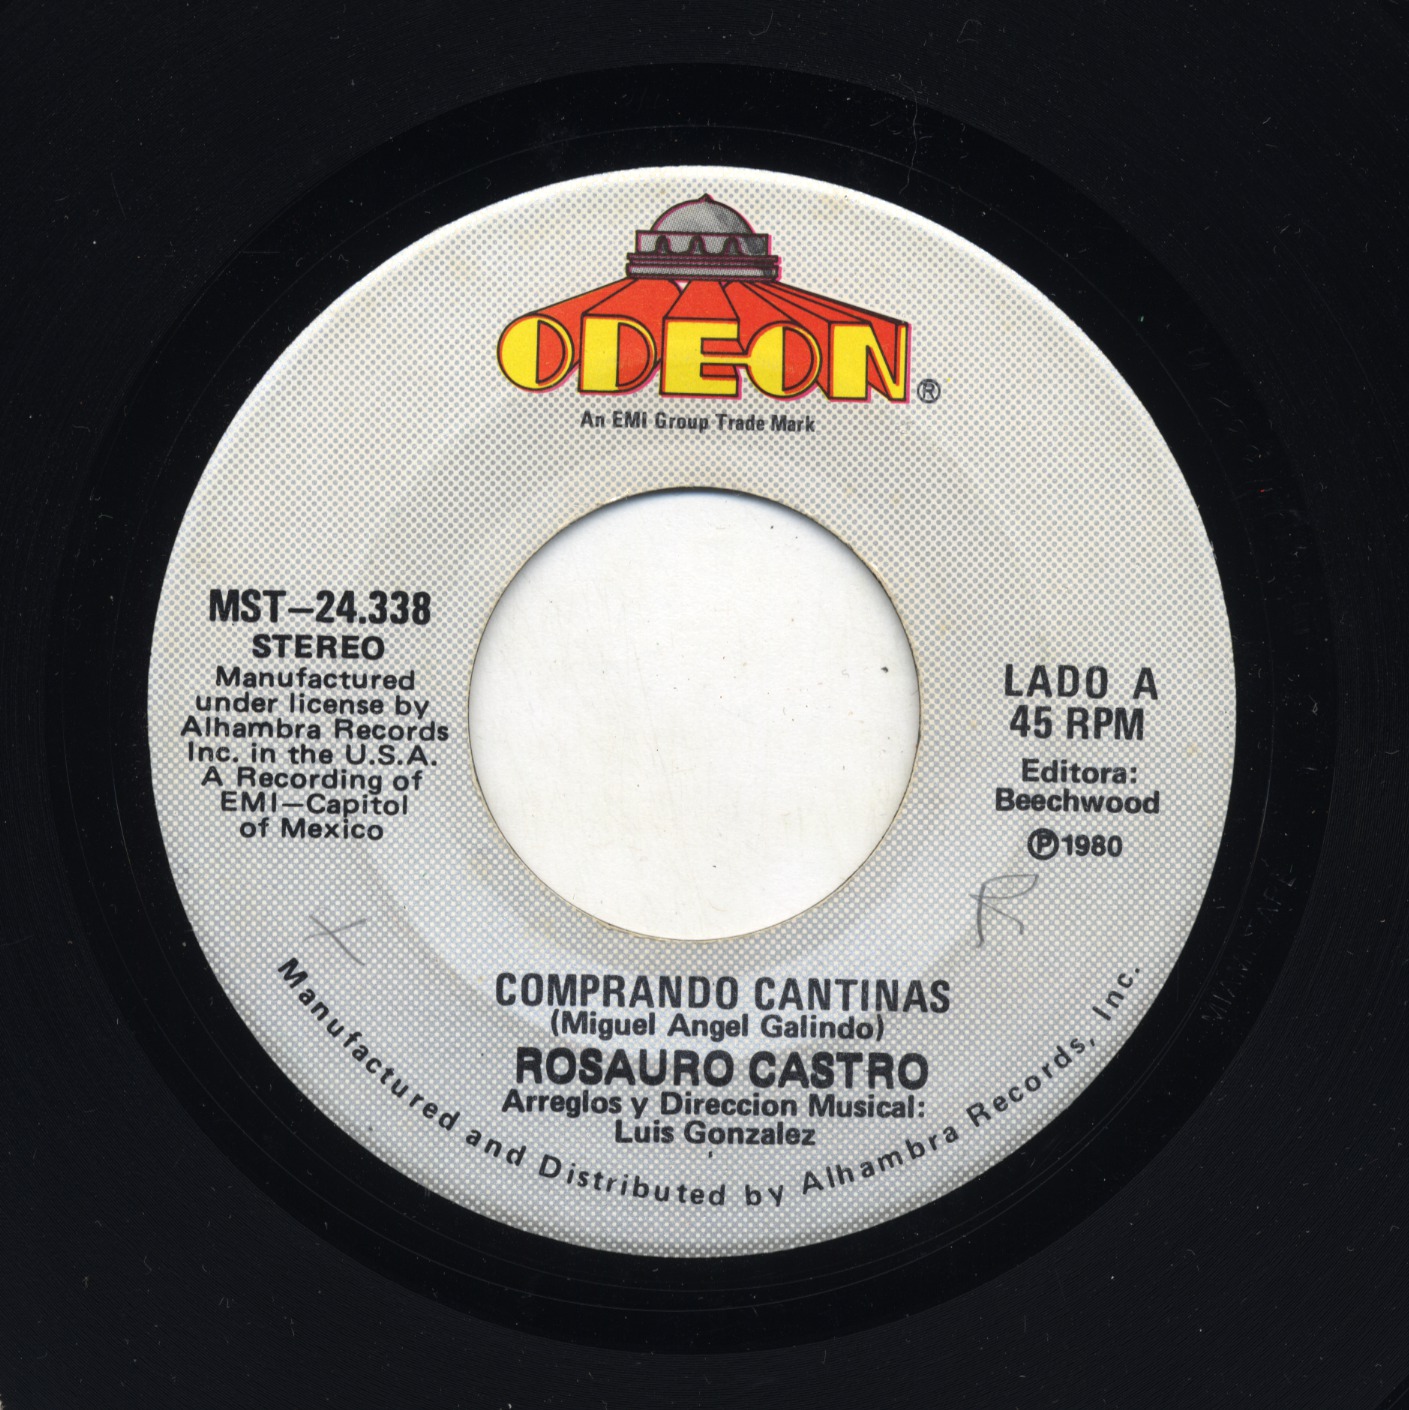 ODEON®
An EMI Group Trade Mark
MST–24.338
STEREO
Manufactured
under license by
Alhambra Records
Inc. in the U.S.A.
A Recording of
EMI–Capitol
of Mexico
LADO A
45 RPM
Editora:
Beechwood
℗1980
COMPRANDO CANTINAS
(Miguel Angel Galindo)
ROSAURO CASTRO
Arreglos y Direccion Musical:
Luis Gonzalez
Manufactured and Distributed by Alhambra Records, Inc.